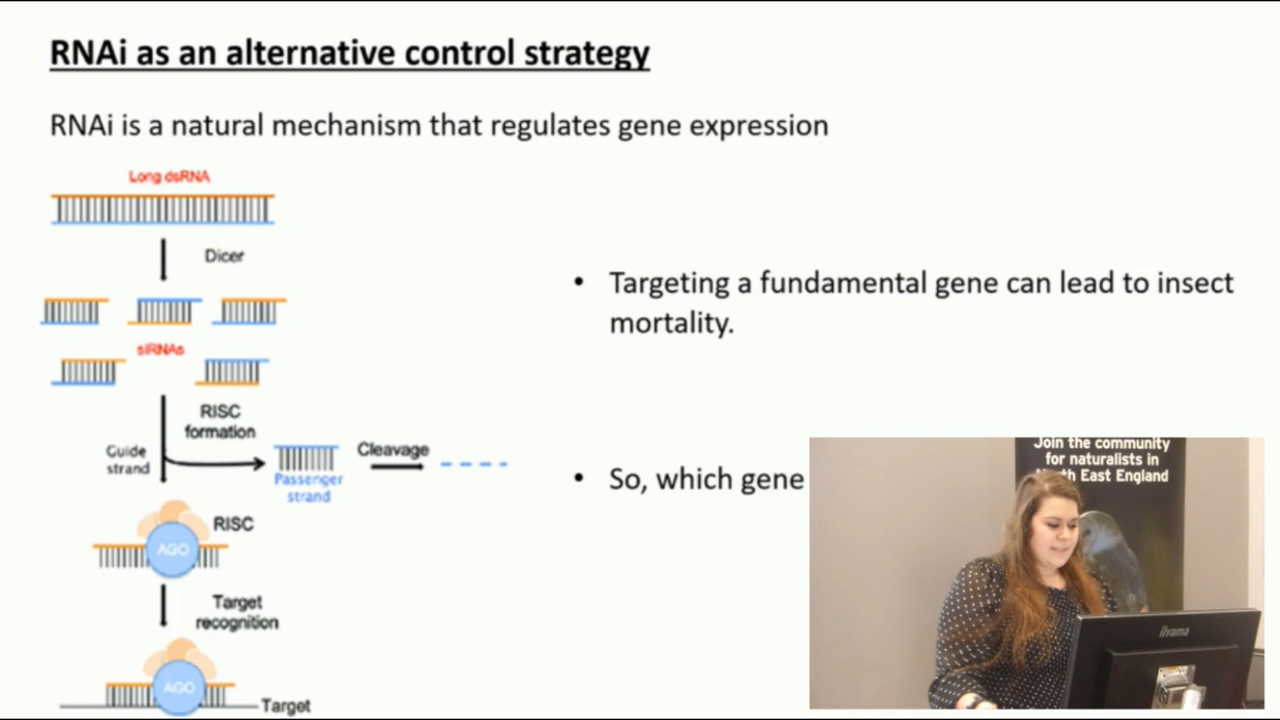 RNAi as an alternative control strategy
RNAi is a natural mechanism that regulates gene expression
Long dsRNA
Dicer
siRNAs
RISC
formation
Guide
strand
Cleavage
Passenger
strand
RISC
AGO
Target
recognition
AGO
Target
• Targeting a fundamental gene can lead to insect
mortality.
• So, which gene
Join the community
for naturalists in
North East England
iiyama